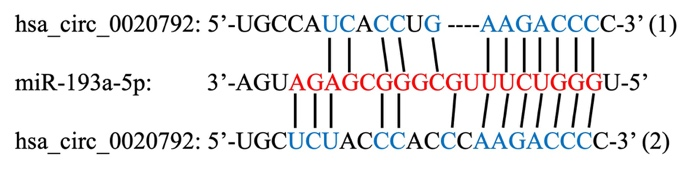 hsa_circ_0020792: 5'-UGCCAUCACCUG ----AAGACCCC-3' (1)
miR-193a-5p: 3'-AGUAGAGCGGGCGUUUCUGGGU-5'
hsa_circ_0020792: 5'-UGCUCUACCCACCCAAGACCCC-3' (2)